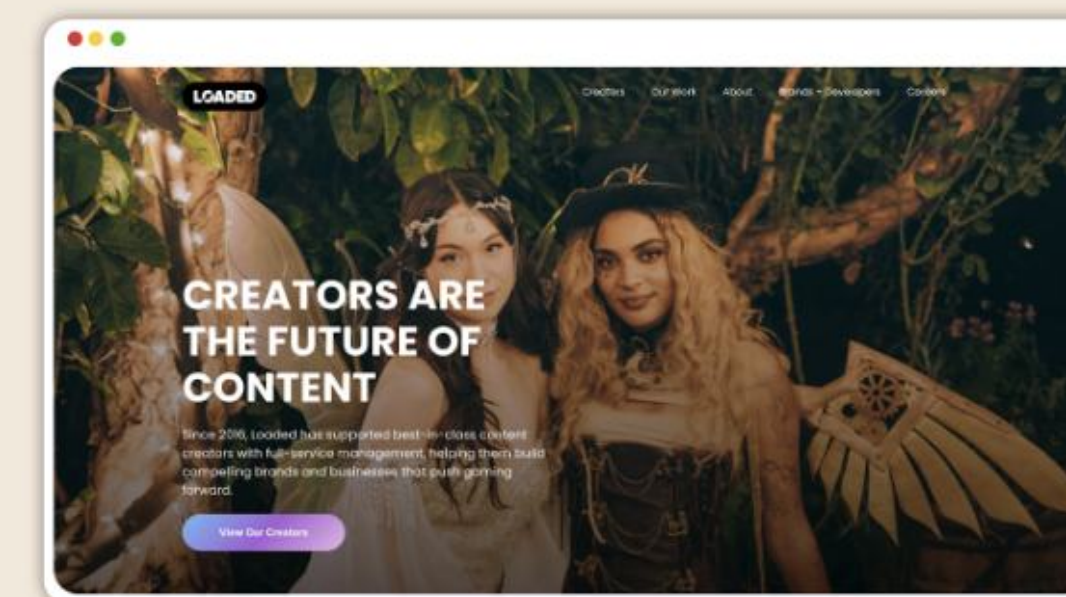 LOADED
Creators Our Work About Brands + Developers Careers
CREATORS ARE
THE FUTURE OF
CONTENT
Since 2016, Loaded has supported best-in-class content
creators with full-service management, helping them build
compelling brands and businesses that push gaming
forward.
View Our Creators